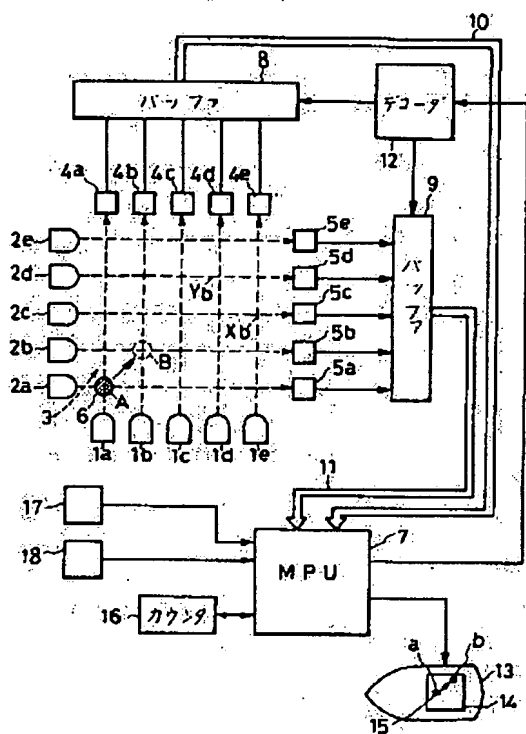 10
8
バッファ
デコーダ
12
4a 4b 4c 4d 4e
9
バッファ
2e 5e
2d 5d
Yb
2c 5c
Xb
2b B 5b
2a 5a
3 6 A
1a 1b 1c 1d 1e
11
17
7
18
MPU
16 カウンタ
a b
13
14
15